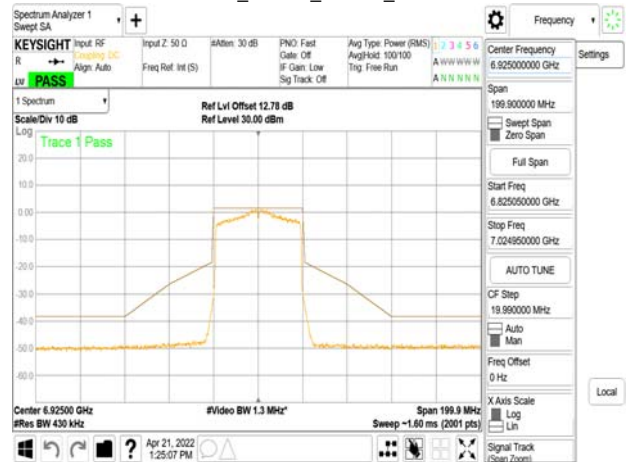 Spectrum Analyzer 1
Swept SA
Frequency
KEYSIGHT
R
LW PASS
Input: RF
Coupling: DC
Align: Auto
Input Z: 50 Ω
Freq Ref: Int (S)
#Atten: 30 dB
PNO: Fast
Gate: Off
IF Gain: Low
Sig Track: Off
Avg Type: Power (RMS)
Avg|Hold: 100/100
Trig: Free Run
1 2 3 4 5 6
A W W W W W
A N N N N N
1 Spectrum
Scale/Div 10 dB
Ref Lvl Offset 12.78 dB
Ref Level 30.00 dBm
Log
Trace 1 Pass
20.0
10.0
0.00
-10.0
-20.0
-30.0
-40.0
-50.0
-60.0
Center 6.92500 GHz
#Res BW 430 kHz
#Video BW 1.3 MHz*
Span 199.9 MHz
Sweep ~1.60 ms (2001 pts)
Apr 21, 2022
1:25:07 PM
Center Frequency
6.925000000 GHz
Settings
Span
199.900000 MHz
Swept Span
Zero Span
Full Span
Start Freq
6.825050000 GHz
Stop Freq
7.024950000 GHz
AUTO TUNE
CF Step
19.990000 MHz
Auto
Man
Freq Offset
0 Hz
X Axis Scale
Log
Lin
Local
Signal Track
(Span Zoom)